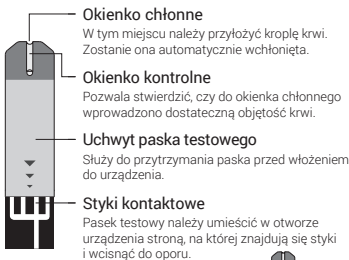 Okienko chłonne
W tym miejscu należy przyłożyć kroplę krwi.
Zostanie ona automatycznie wchłonięta.
Okienko kontrolne
Pozwala stwierdzić, czy do okienka chłonnego
wprowadzono dostateczną objętość krwi.
Uchwyt paska testowego
Służy do przytrzymania paska przed włożeniem
do urządzenia.
Styki kontaktowe
Pasek testowy należy umieścić w otworze
urządzenia stroną, na której znajdują się styki
i wcisnąć do oporu.